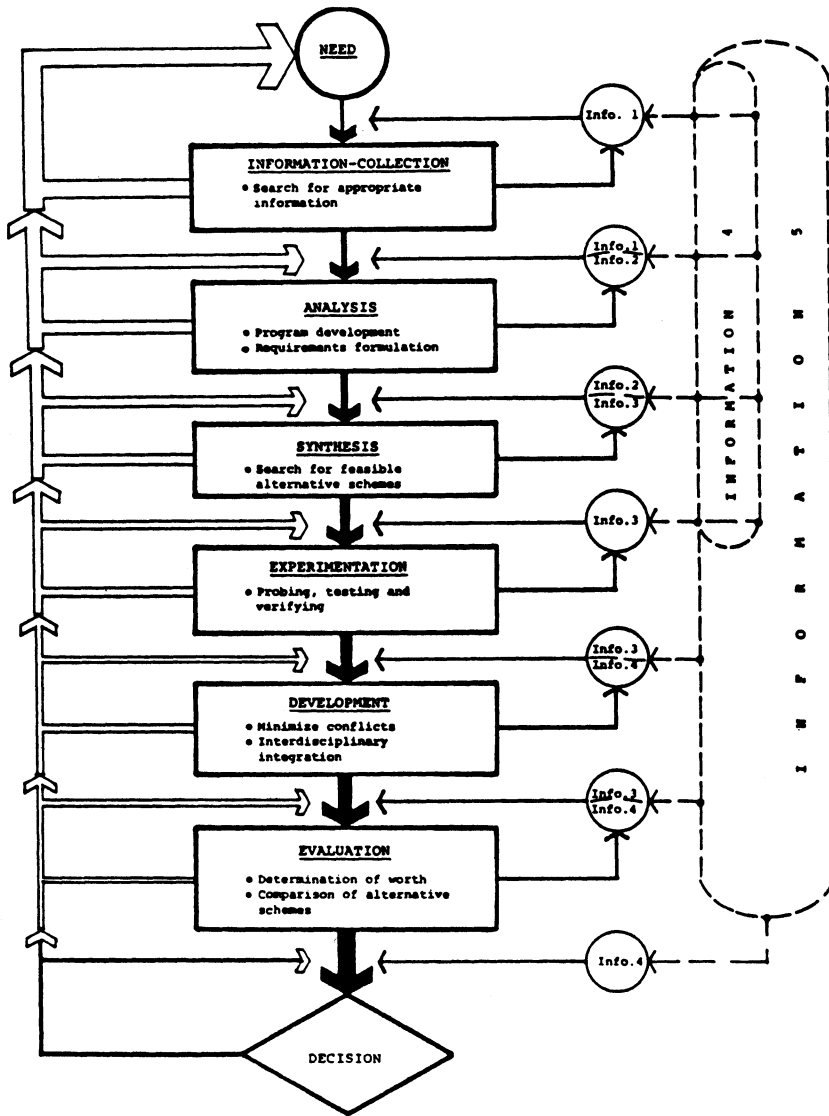 NEED
Info. 1
INFORMATION-COLLECTION
• Search for appropriate
information
Info.1
Info.2
ANALYSIS
• Program development
• Requirements formulation
Info.2
Info.3
SYNTHESIS
• Search for feasible
alternative schemes
Info.3
EXPERIMENTATION
• Probing, testing and
verifying
Info.3
Info.4
DEVELOPMENT
• Minimize conflicts
• Interdisciplinary
integration
Info.3
Info.4
EVALUATION
• Determination of worth
• Comparison of alternative
schemes
Info.4
DECISION
INFORMATION 4
INFORMATION 5